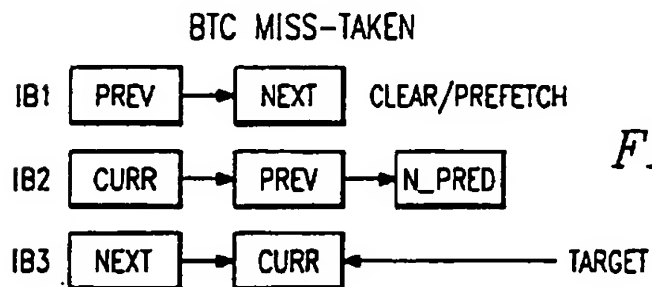 BTC MISS-TAKEN
IB1 PREV NEXT CLEAR/PREFETCH
F
IB2 CURR PREV N_PRED
IB3 NEXT CURR TARGET